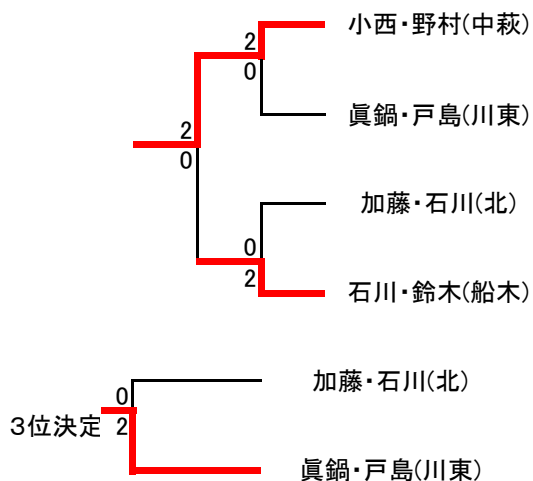 小西・野村(中萩)
2
0
眞鍋・戸島(川東)
2
0
加藤・石川(北)
0
2
石川・鈴木(船木)
加藤・石川(北)
0
3位決定 2
眞鍋・戸島(川東)